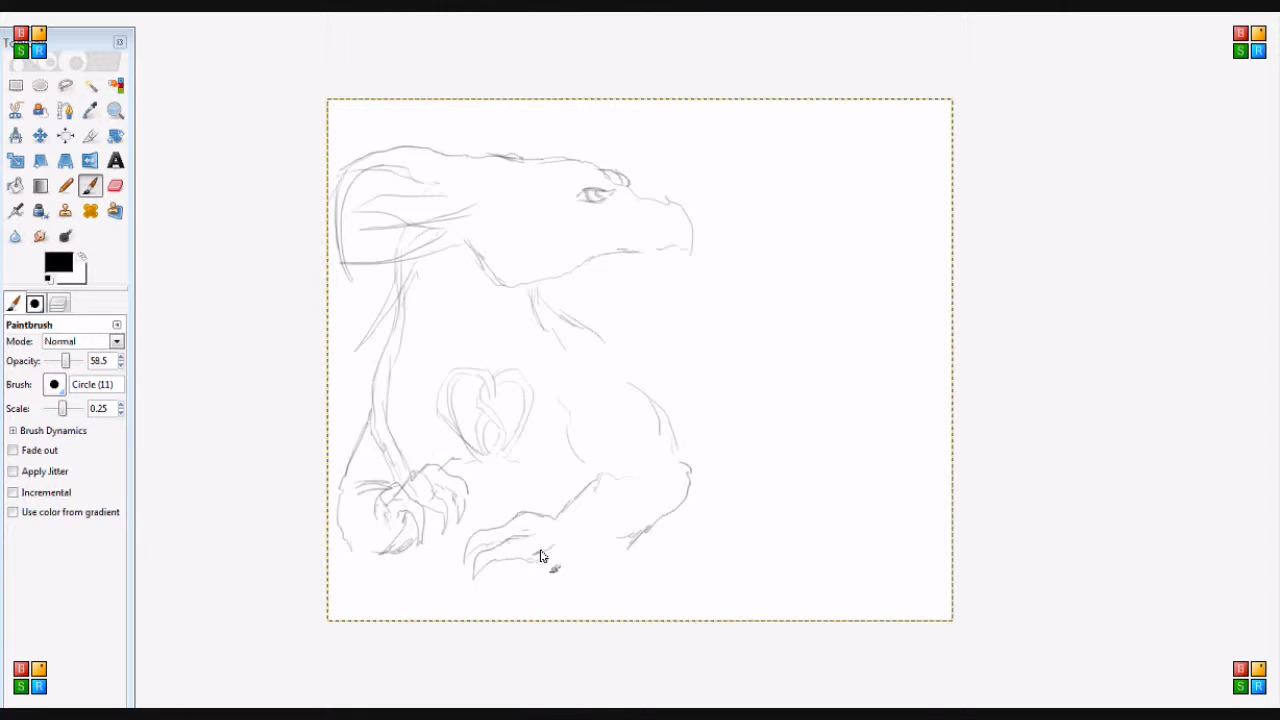 To
B
S R
B
S R
A
Paintbrush
Mode: Normal
Opacity: 58.5
Brush: Circle (11)
Scale: 0.25
Brush Dynamics
Fade out
Apply Jitter
Incremental
Use color from gradient
B
S R
B
S R